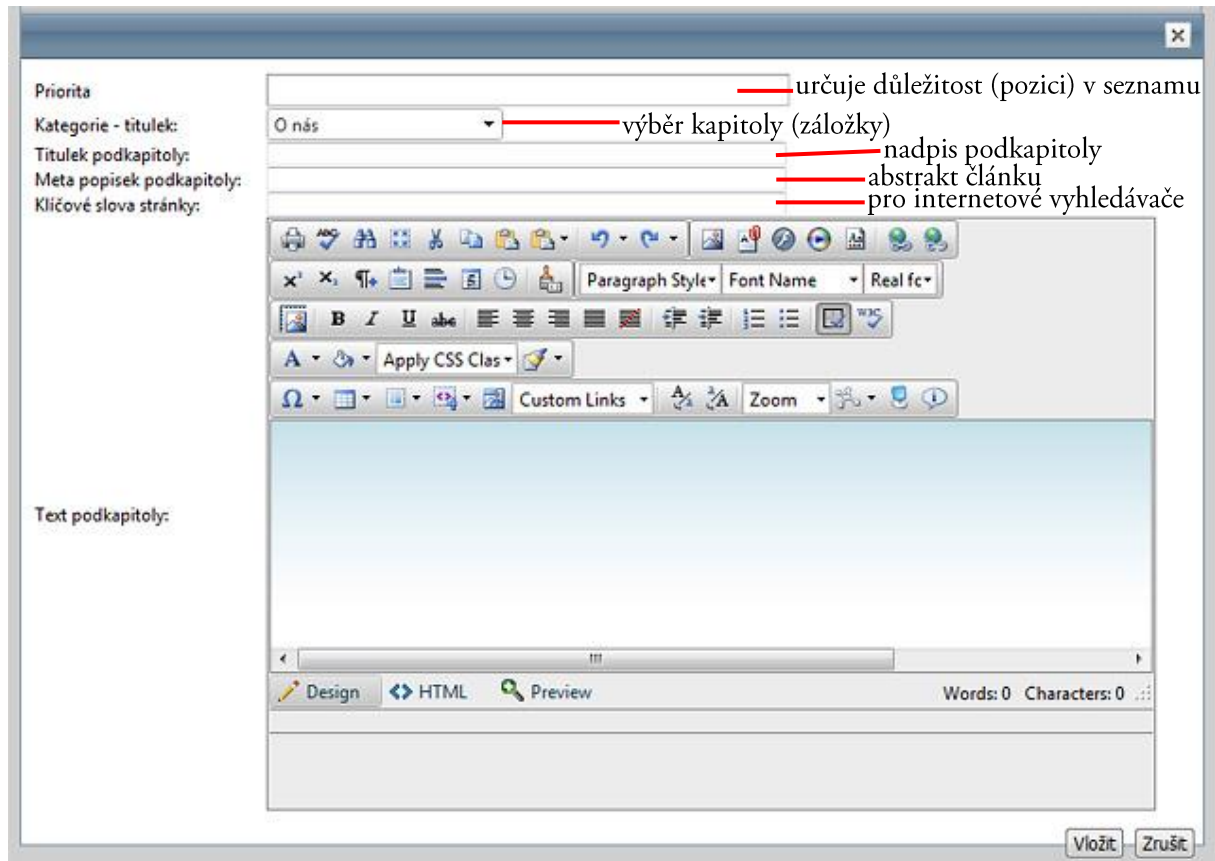 Priorita
určuje důležitost (pozici) v seznamu
Kategorie - titulek:
O nás
výběr kapitoly (záložky)
Titulek podkapitoly:
nadpis podkapitoly
Meta popisek podkapitoly:
abstrakt článku
Klíčové slova stránky:
pro internetové vyhledávače
Paragraph Style Font Name Real fc
B I U abc W3C
A Apply CSS Clas
Ω Custom Links Zoom
Text podkapitoly:
Design HTML Preview Words: 0 Characters: 0
Vložit Zrušit